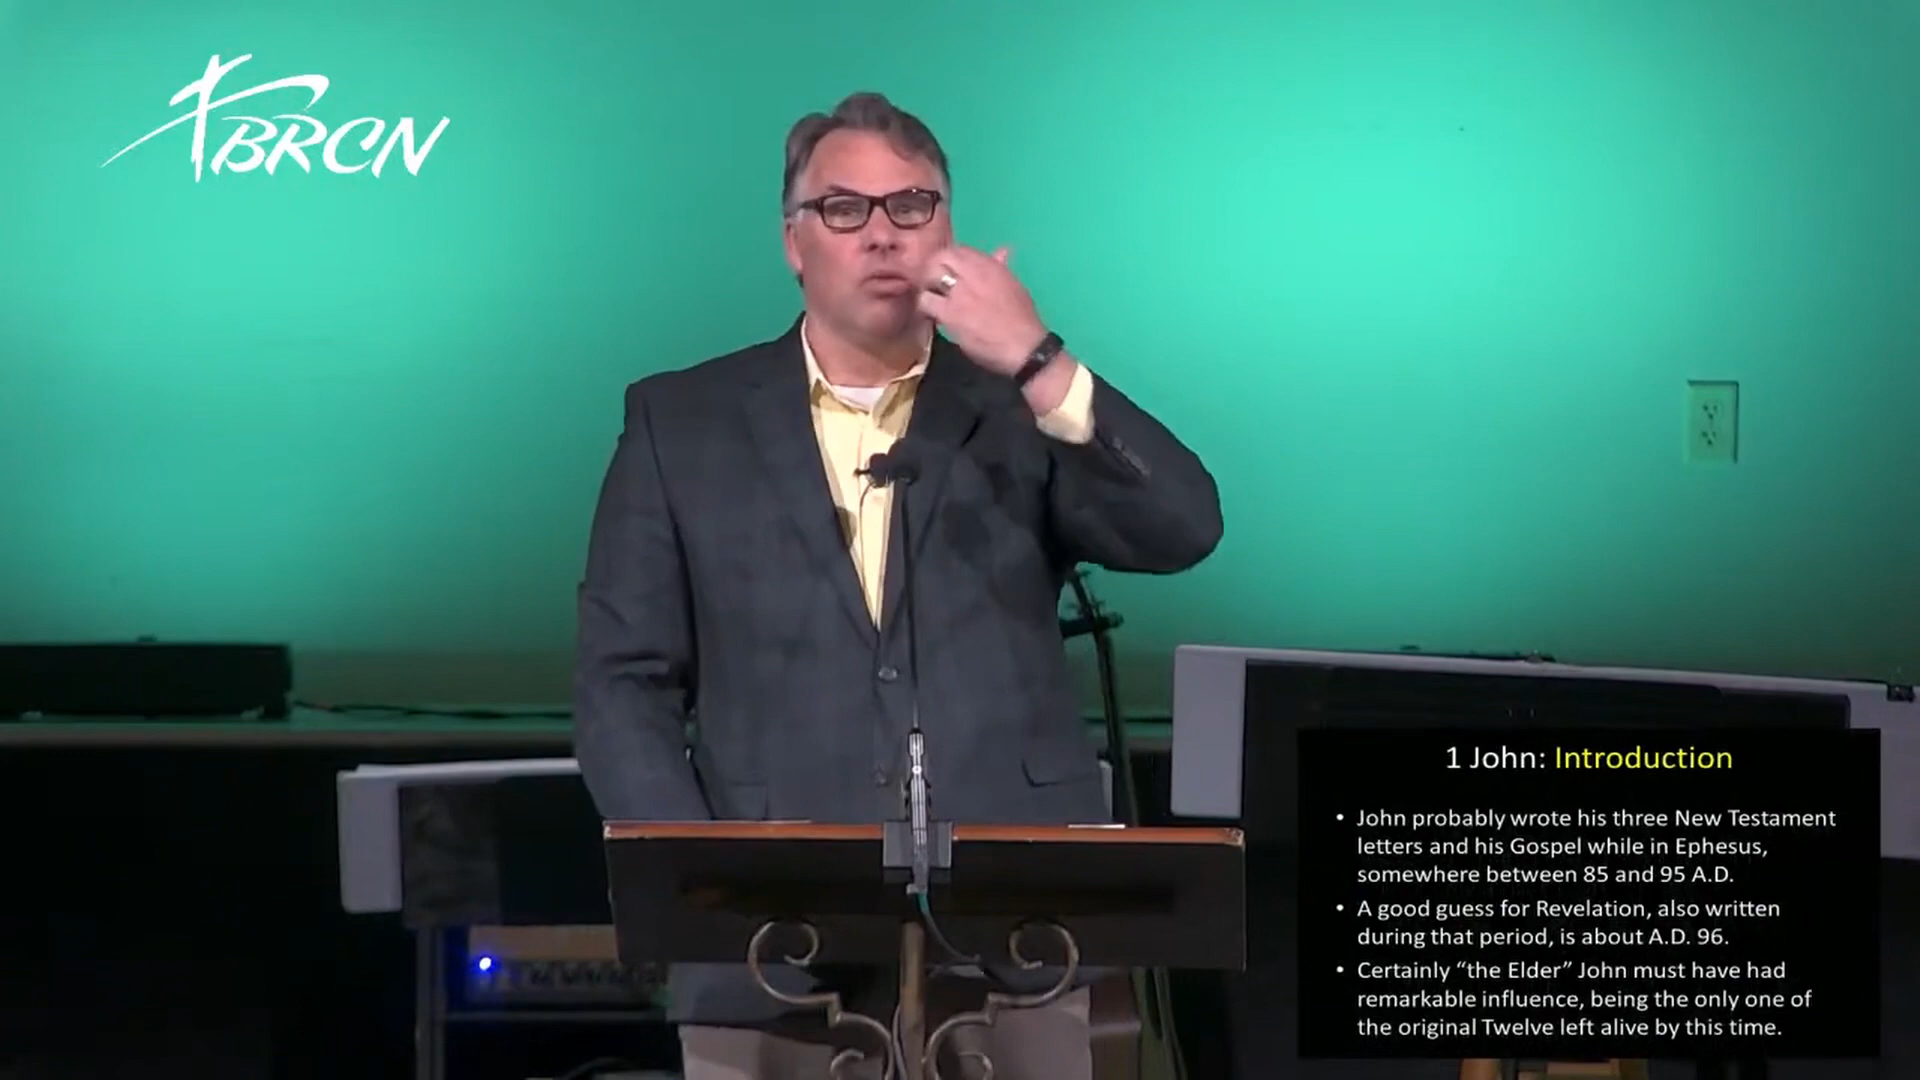 BRCN
1 John: Introduction
• John probably wrote his three New Testament
letters and his Gospel while in Ephesus,
somewhere between 85 and 95 A.D.
• A good guess for Revelation, also written
during that period, is about A.D. 96.
• Certainly “the Elder” John must have had
remarkable influence, being the only one of
the original Twelve left alive by this time.